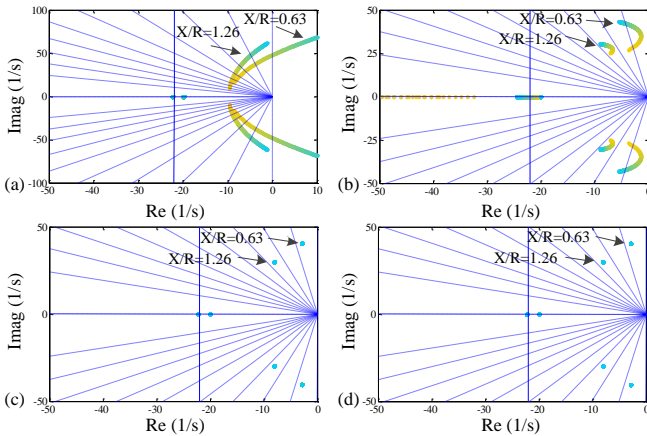 100
50
0
-50
-100
Imag (1/s)
X/R=1.26
X/R=0.63
-50 -40 -30 -20 -10 0 10
Re (1/s)
(a)
50
25
0
-25
-50
Imag (1/s)
X/R=0.63
X/R=1.26
-50 -40 -30 -20 -10 0
Re (1/s)
(b)
50
0
-50
Imag (1/s)
X/R=0.63
X/R=1.26
-50 -40 -30 -20 -10 0
Re (1/s)
(c)
50
0
-50
Imag (1/s)
X/R=0.63
X/R=1.26
-50 -40 -30 -20 -10 0
Re (1/s)
(d)